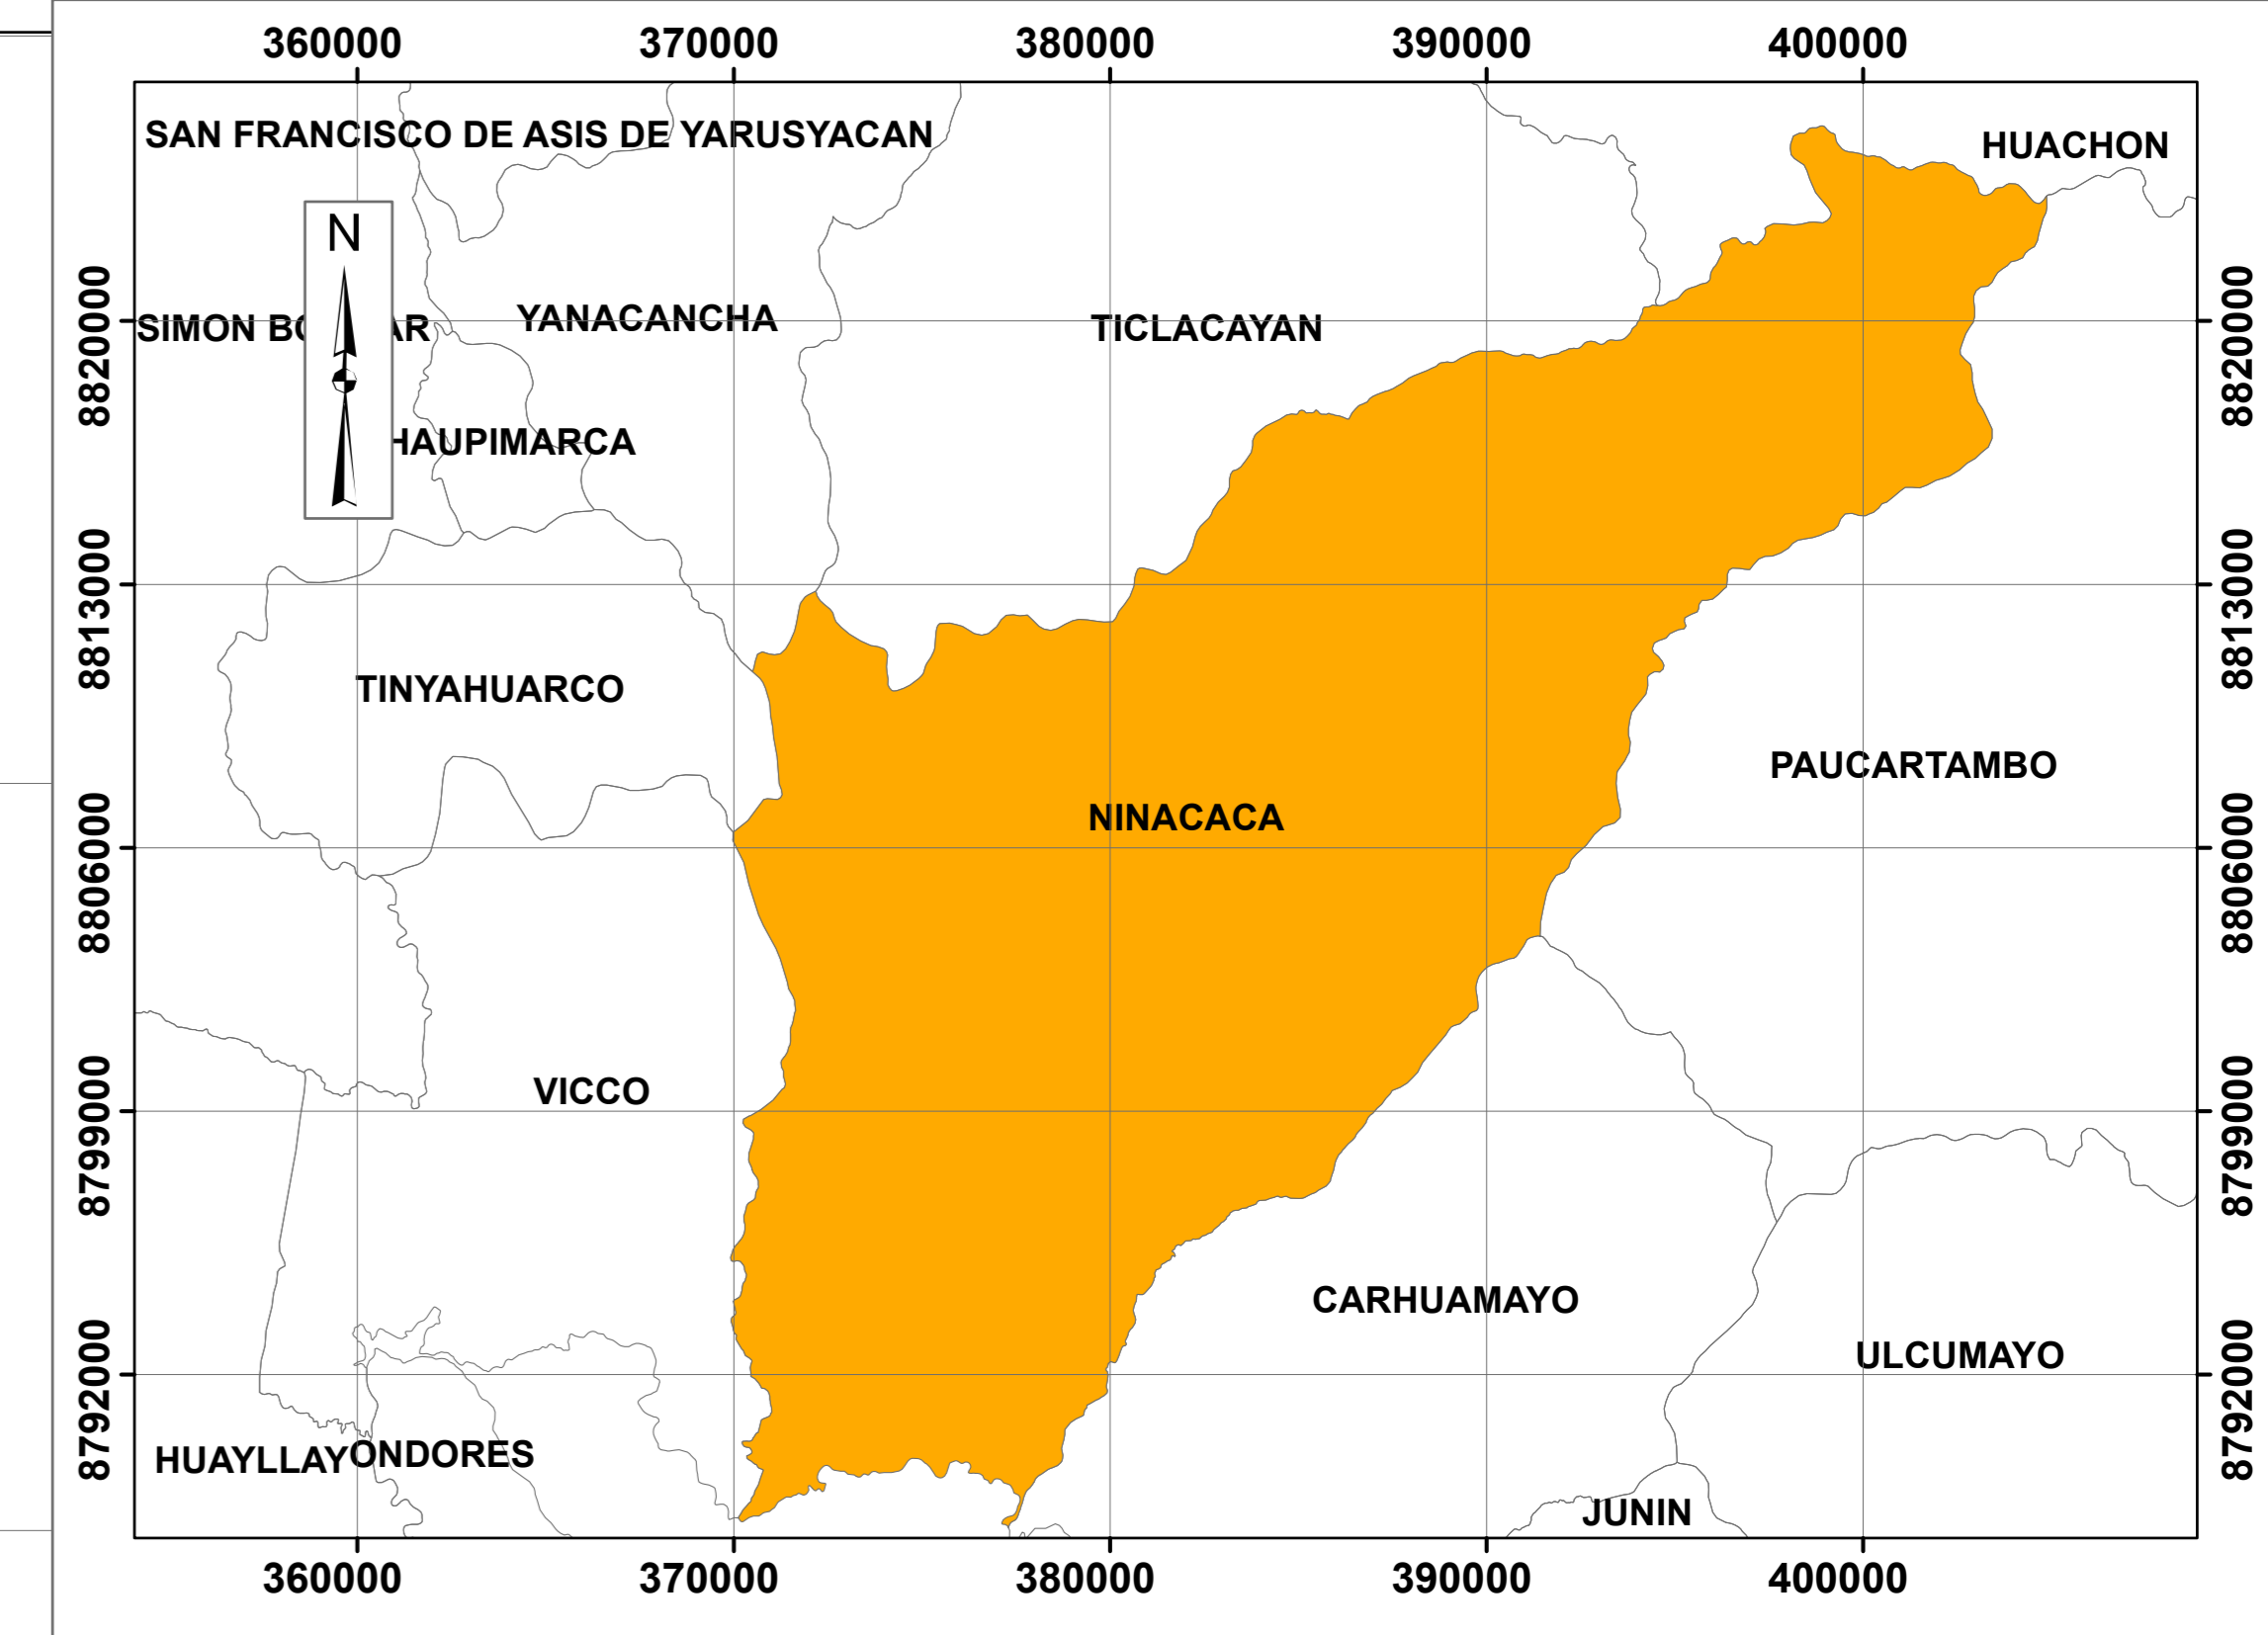 360000 370000 380000 390000 400000
SAN FRANCISCO DE ASIS DE YARUSYACAN
HUACHON
N
8820000
SIMON BO AR
YANACANCHA
TICLACAYAN
8820000
HAUPIMARCA
8813000
8813000
TINYAHUARCO
PAUCARTAMBO
NINACACA
8806000
8806000
VICCO
8799000
8799000
CARHUAMAYO
ULCUMAYO
8792000
8792000
HUAYLLAY
ONDORES
JUNIN
360000 370000 380000 390000 400000